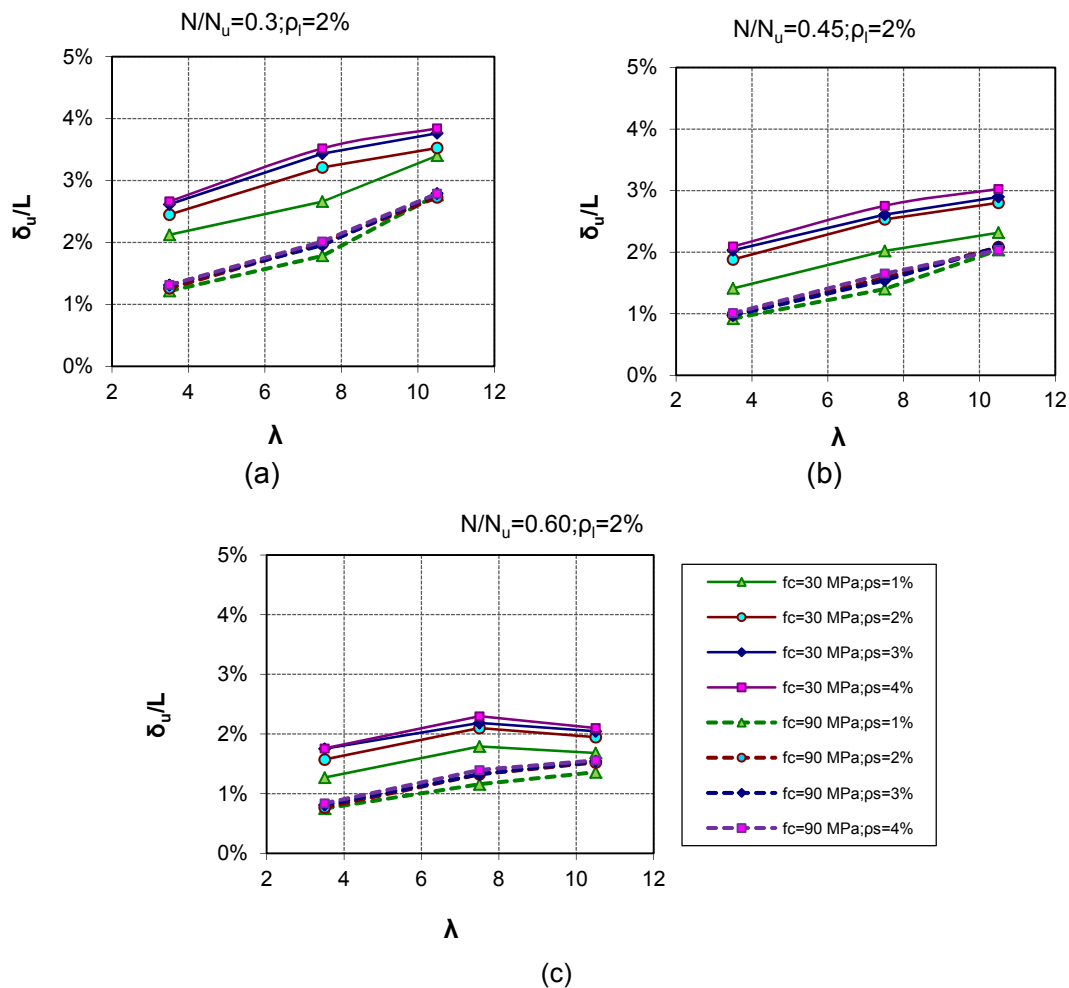 N/Nu=0.3;ρl=2%
5%
4%
3%
2%
1%
0%
δu/L
2 4 6 8 10 12
λ
(a)
N/Nu=0.45;ρl=2%
5%
4%
3%
2%
1%
0%
δu/L
2 4 6 8 10 12
λ
(b)
N/Nu=0.60;ρl=2%
5%
4%
3%
2%
1%
0%
δu/L
2 4 6 8 10 12
λ
(c)
fc=30 MPa;ρs=1%
fc=30 MPa;ρs=2%
fc=30 MPa;ρs=3%
fc=30 MPa;ρs=4%
fc=90 MPa;ρs=1%
fc=90 MPa;ρs=2%
fc=90 MPa;ρs=3%
fc=90 MPa;ρs=4%